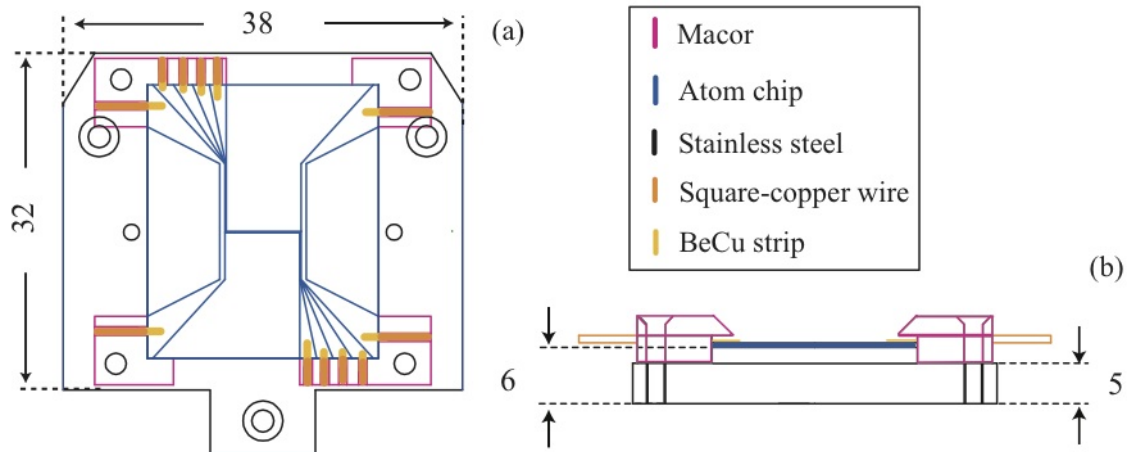 38
(a)
Macor
Atom chip
Stainless steel
Square-copper wire
BeCu strip
32
(b)
6
5